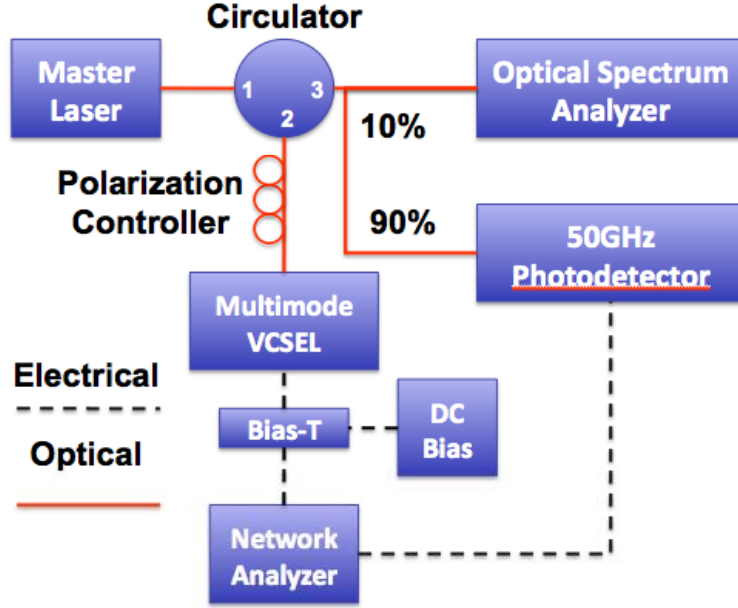 Circulator
Master
Laser
1
3
2
Optical Spectrum
Analyzer
10%
Polarization
Controller
90%
50GHz
Photodetector
Multimode
VCSEL
Electrical
Bias-T
DC
Bias
Optical
Network
Analyzer